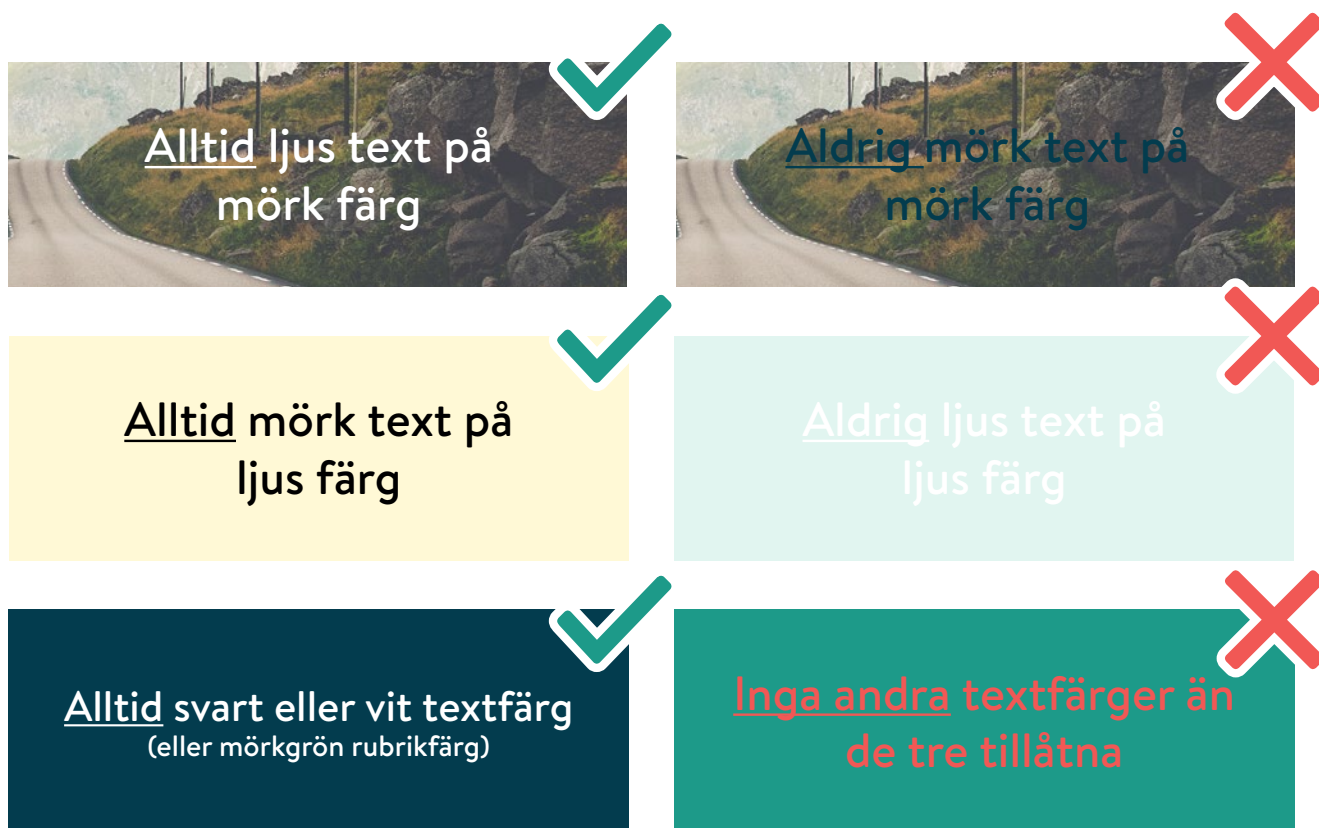 Alltid ljus text på
mörk färg
Aldrig mörk text på
mörk färg
Alltid mörk text på
ljus färg
Aldrig ljus text på
ljus färg
Alltid svart eller vit textfärg
(eller mörkgrön rubrikfärg)
Inga andra textfärger än
de tre tillåtna